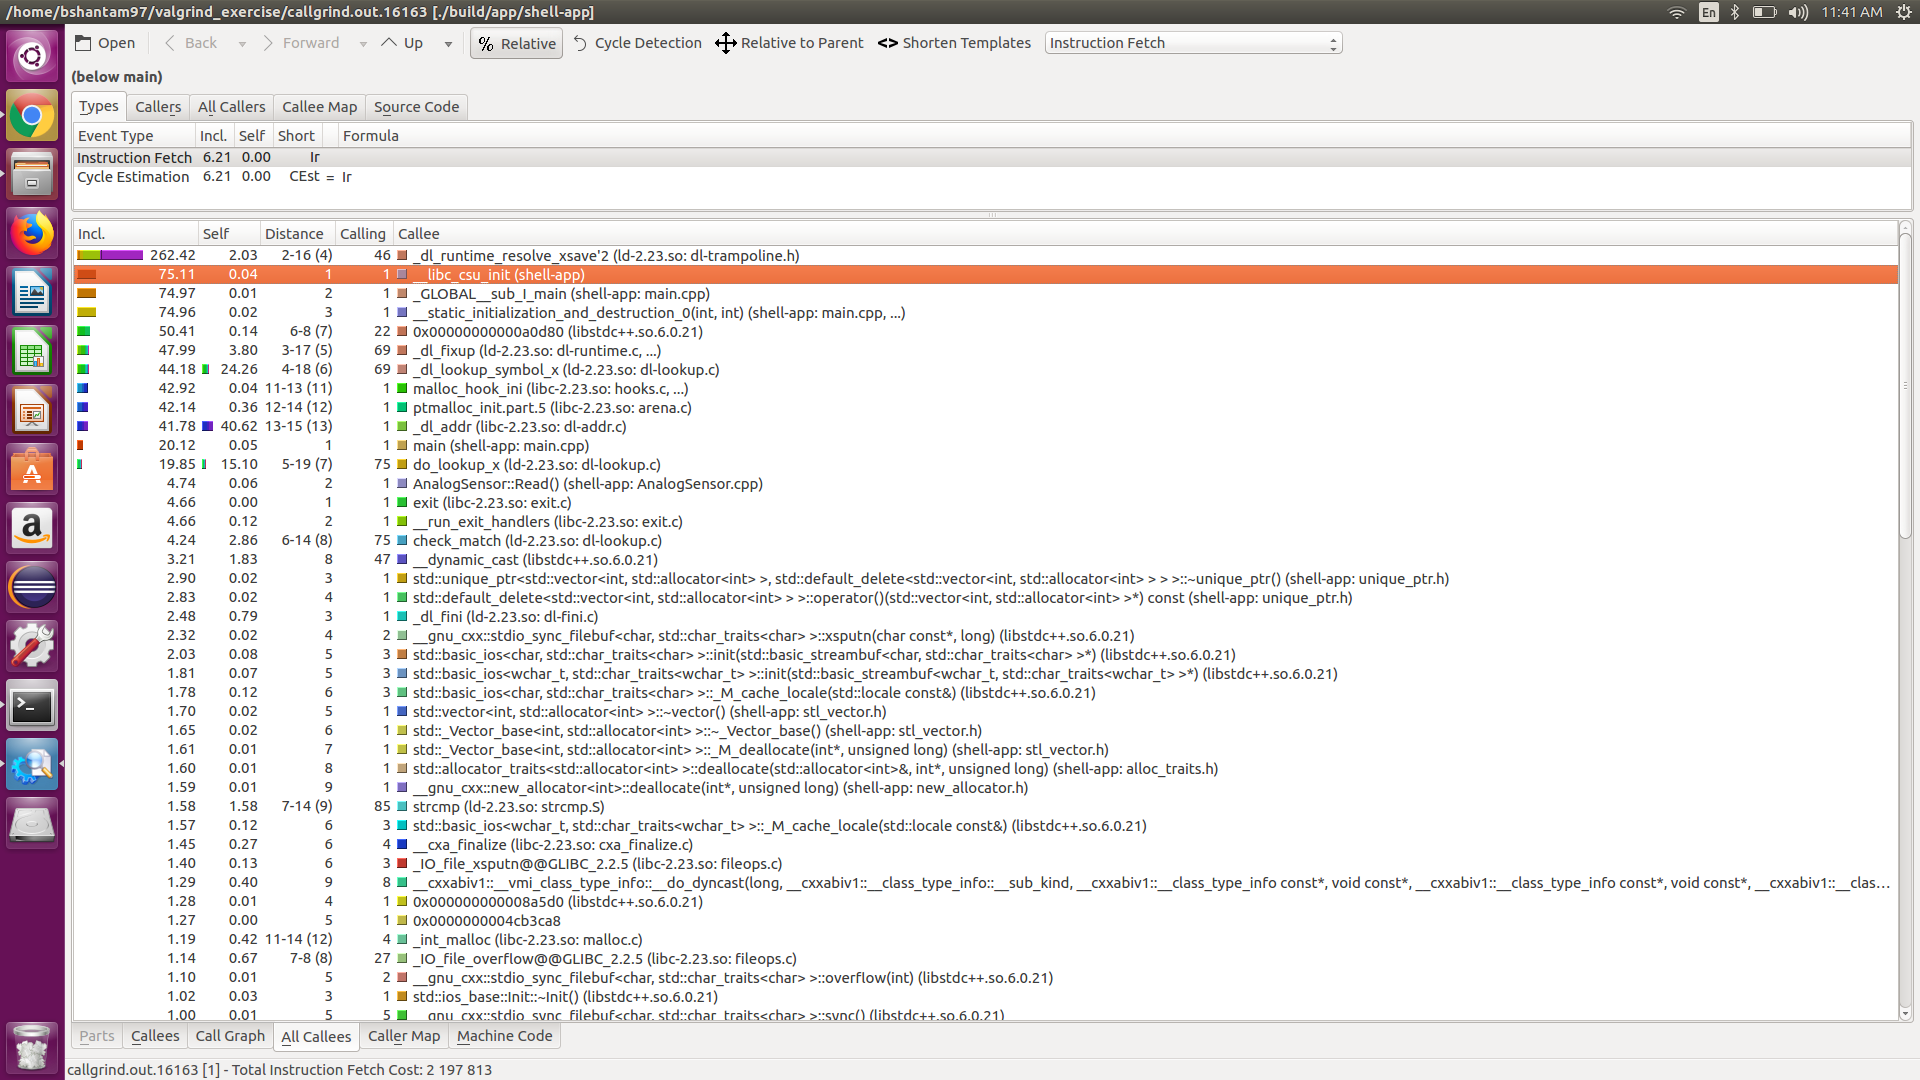 /home/bshantam97/valgrind_exercise/callgrind.out.16163 [./build/app/shell-app]
En
11:41 AM
Open Back Forward Up % Relative Cycle Detection Relative to Parent <> Shorten Templates Instruction Fetch
(below main)
Types Callers All Callers Callee Map Source Code
Event Type Incl. Self Short Formula
Instruction Fetch 6.21 0.00 Ir
Cycle Estimation 6.21 0.00 CEst = Ir
Incl. Self Distance Calling Callee
262.42 2.03 2-16 (4) 46 _dl_runtime_resolve_xsave'2 (ld-2.23.so: dl-trampoline.h)
75.11 0.04 1 1 __libc_csu_init (shell-app)
74.97 0.01 2 1 _GLOBAL__sub_I_main (shell-app: main.cpp)
74.96 0.02 3 1 __static_initialization_and_destruction_0(int, int) (shell-app: main.cpp, ...)
50.41 0.14 6-8 (7) 22 0x00000000000a0d80 (libstdc++.so.6.0.21)
47.99 3.80 3-17 (5) 69 _dl_fixup (ld-2.23.so: dl-runtime.c, ...)
44.18 24.26 4-18 (6) 69 _dl_lookup_symbol_x (ld-2.23.so: dl-lookup.c)
42.92 0.04 11-13 (11) 1 malloc_hook_ini (libc-2.23.so: hooks.c, ...)
42.14 0.36 12-14 (12) 1 ptmalloc_init.part.5 (libc-2.23.so: arena.c)
41.78 40.62 13-15 (13) 1 _dl_addr (libc-2.23.so: dl-addr.c)
20.12 0.05 1 1 main (shell-app: main.cpp)
19.85 15.10 5-19 (7) 75 do_lookup_x (ld-2.23.so: dl-lookup.c)
4.74 0.06 2 1 AnalogSensor::Read() (shell-app: AnalogSensor.cpp)
4.66 0.00 1 1 exit (libc-2.23.so: exit.c)
4.66 0.12 2 1 __run_exit_handlers (libc-2.23.so: exit.c)
4.24 2.86 6-14 (8) 75 check_match (ld-2.23.so: dl-lookup.c)
3.21 1.83 8 47 __dynamic_cast (libstdc++.so.6.0.21)
2.90 0.02 3 1 std::unique_ptr<std::vector<int, std::allocator<int> >, std::default_delete<std::vector<int, std::allocator<int> > > >::~unique_ptr() (shell-app: unique_ptr.h)
2.83 0.02 4 1 std::default_delete<std::vector<int, std::allocator<int> > >::operator()(std::vector<int, std::allocator<int> >*) const (shell-app: unique_ptr.h)
2.48 0.79 3 1 _dl_fini (ld-2.23.so: dl-fini.c)
2.32 0.02 4 2 __gnu_cxx::stdio_sync_filebuf<char, std::char_traits<char> >::xsputn(char const*, long) (libstdc++.so.6.0.21)
2.03 0.08 5 3 std::basic_ios<char, std::char_traits<char> >::init(std::basic_streambuf<char, std::char_traits<char> >*) (libstdc++.so.6.0.21)
1.81 0.07 5 3 std::basic_ios<wchar_t, std::char_traits<wchar_t> >::init(std::basic_streambuf<wchar_t, std::char_traits<wchar_t> >*) (libstdc++.so.6.0.21)
1.78 0.12 6 3 std::basic_ios<char, std::char_traits<char> >::_M_cache_locale(std::locale const&) (libstdc++.so.6.0.21)
1.70 0.02 5 1 std::vector<int, std::allocator<int> >::~vector() (shell-app: stl_vector.h)
1.65 0.02 6 1 std::_Vector_base<int, std::allocator<int> >::~_Vector_base() (shell-app: stl_vector.h)
1.61 0.01 7 1 std::_Vector_base<int, std::allocator<int> >::_M_deallocate(int*, unsigned long) (shell-app: stl_vector.h)
1.60 0.01 8 1 std::allocator_traits<std::allocator<int> >::deallocate(std::allocator<int>&, int*, unsigned long) (shell-app: alloc_traits.h)
1.59 0.01 9 1 __gnu_cxx::new_allocator<int>::deallocate(int*, unsigned long) (shell-app: new_allocator.h)
1.58 1.58 7-14 (9) 85 strcmp (ld-2.23.so: strcmp.S)
1.57 0.12 6 3 std::basic_ios<wchar_t, std::char_traits<wchar_t> >::_M_cache_locale(std::locale const&) (libstdc++.so.6.0.21)
1.45 0.27 6 4 __cxa_finalize (libc-2.23.so: cxa_finalize.c)
1.40 0.13 6 3 _IO_file_xsputn@@GLIBC_2.2.5 (libc-2.23.so: fileops.c)
1.29 0.40 9 8 __cxxabiv1::__vmi_class_type_info::__do_dyncast(long, __cxxabiv1::__class_type_info::__sub_kind, __cxxabiv1::__class_type_info const*, void const*, __cxxabiv1::__class_type_info const*, void const*, __cxxabiv1::__clas...
1.28 0.01 4 1 0x000000000008a5d0 (libstdc++.so.6.0.21)
1.27 0.00 5 1 0x0000000004cb3ca8
1.19 0.42 11-14 (12) 4 _int_malloc (libc-2.23.so: malloc.c)
1.14 0.67 7-8 (8) 27 _IO_file_overflow@@GLIBC_2.2.5 (libc-2.23.so: fileops.c)
1.10 0.01 5 2 __gnu_cxx::stdio_sync_filebuf<char, std::char_traits<char> >::overflow(int) (libstdc++.so.6.0.21)
1.02 0.03 3 1 std::ios_base::Init::~Init() (libstdc++.so.6.0.21)
1.00 0.01 5 5 __gnu_cxx::stdio_sync_filebuf<char, std::char_traits<char> >::sync() (libstdc++.so.6.0.21)
Parts Callees Call Graph All Callees Caller Map Machine Code
callgrind.out.16163 [1] - Total Instruction Fetch Cost: 2 197 813